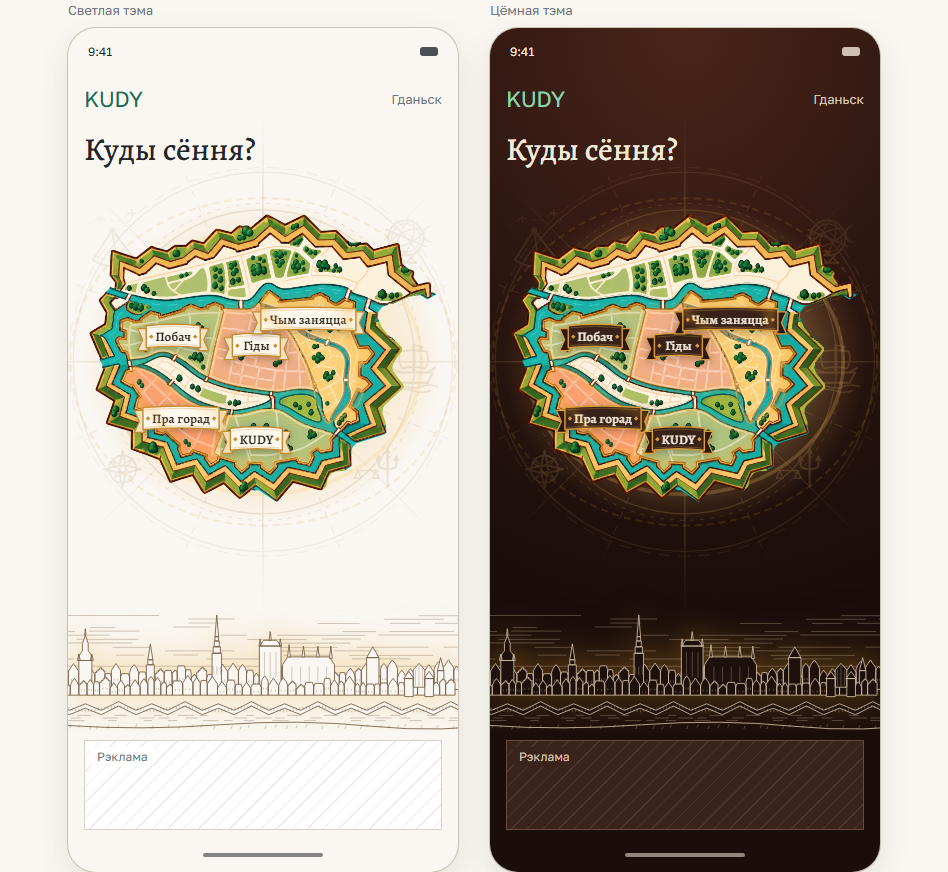 Светлая тэма
9:41
KUDY
Гданьск
Куды сёння?
Чым заняцца
Побач
Гіды
Пра горад
KUDY
Рэклама
Цёмная тэма
9:41
KUDY
Гданьск
Куды сёння?
Чым заняцца
Побач
Гіды
Пра горад
KUDY
Рэклама